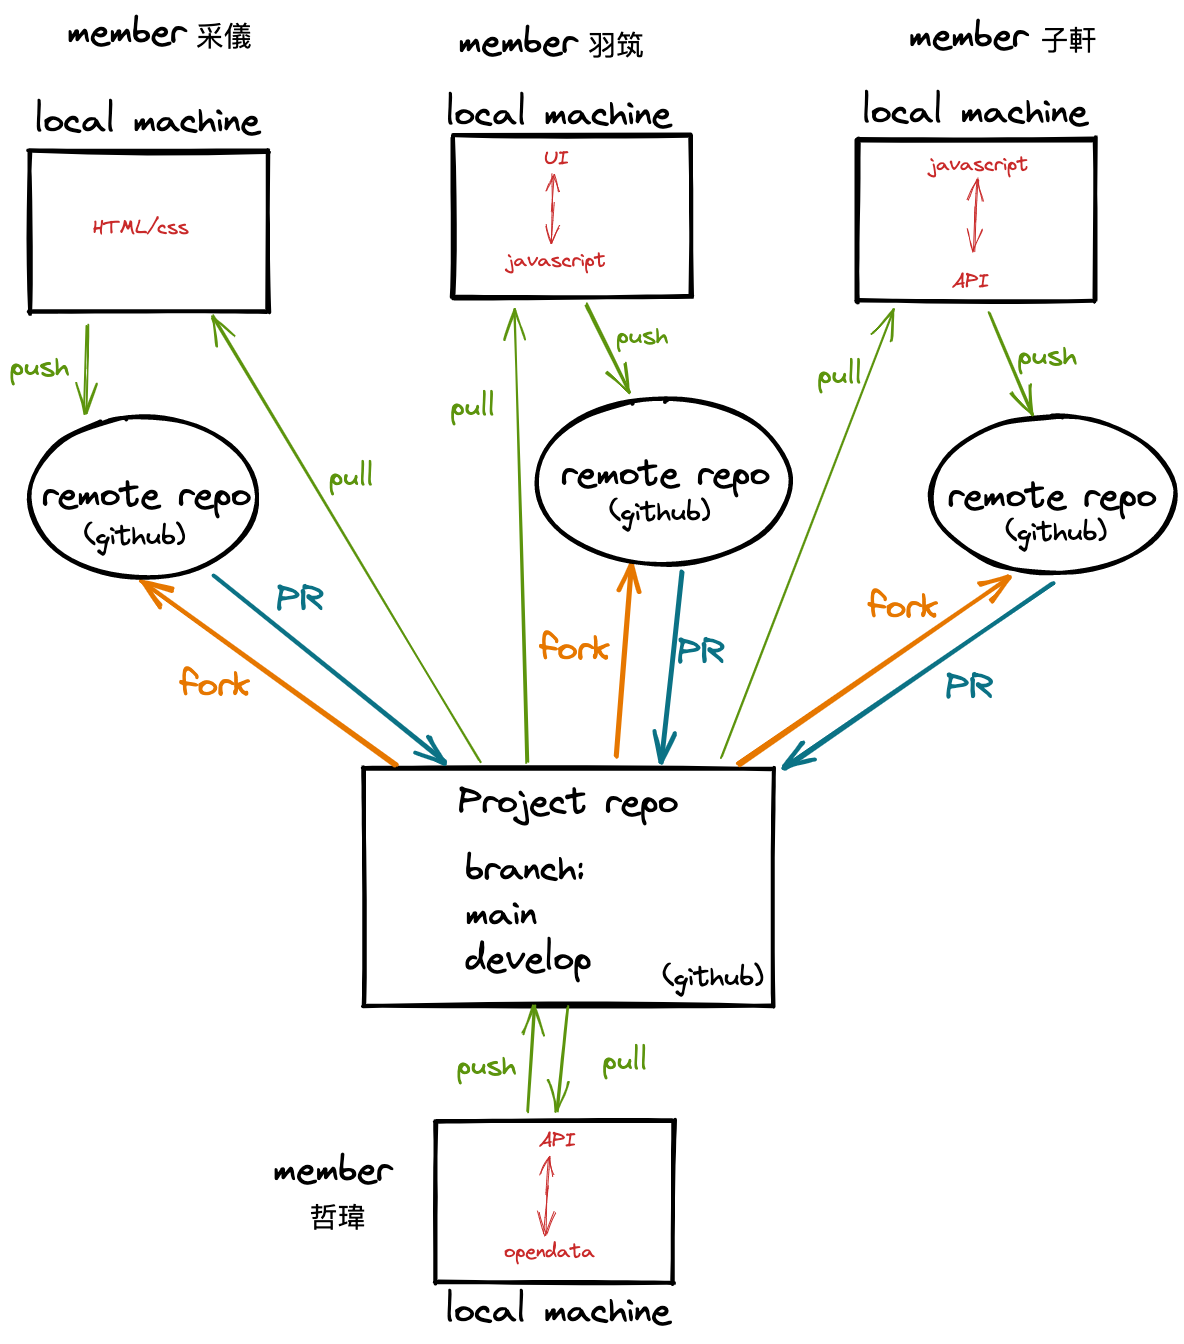 member 采儀
local machine
HTML/css
push
pull
remote repo
(github)
PR
fork
member 羽筑
local machine
UI
javascript
pull
push
remote repo
(github)
fork
PR
member 子軒
local machine
javascript
API
pull
push
remote repo
(github)
fork
PR
Project repo
branch:
main
develop
(github)
push
pull
member
哲瑋
API
opendata
local machine